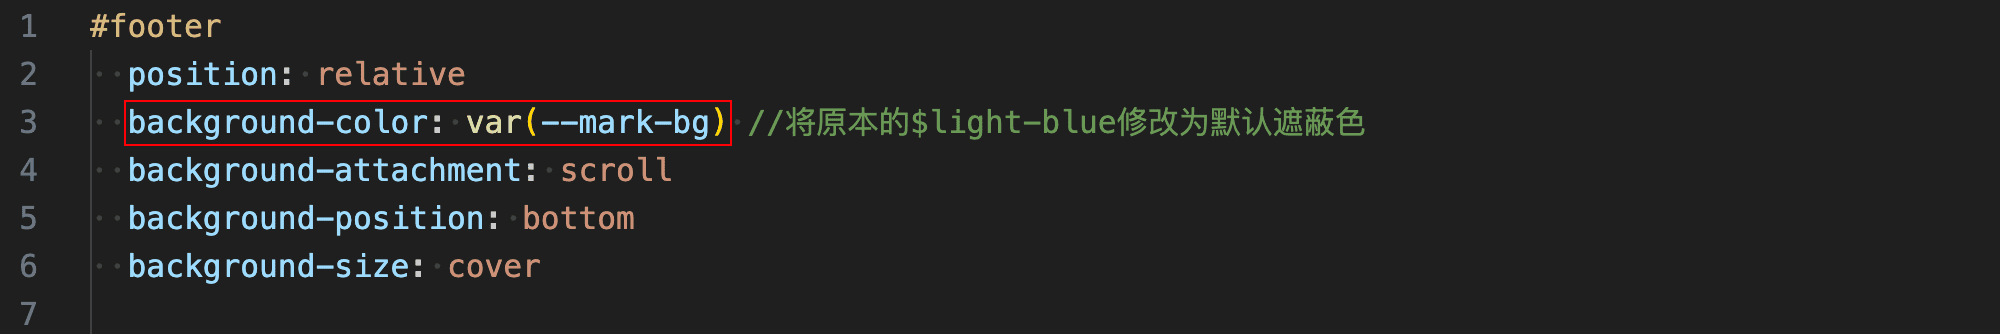 1 #footer
2 position: relative
3 background-color: var(--mark-bg) //将原本的$light-blue修改为默认遮蔽色
4 background-attachment: scroll
5 background-position: bottom
6 background-size: cover
7